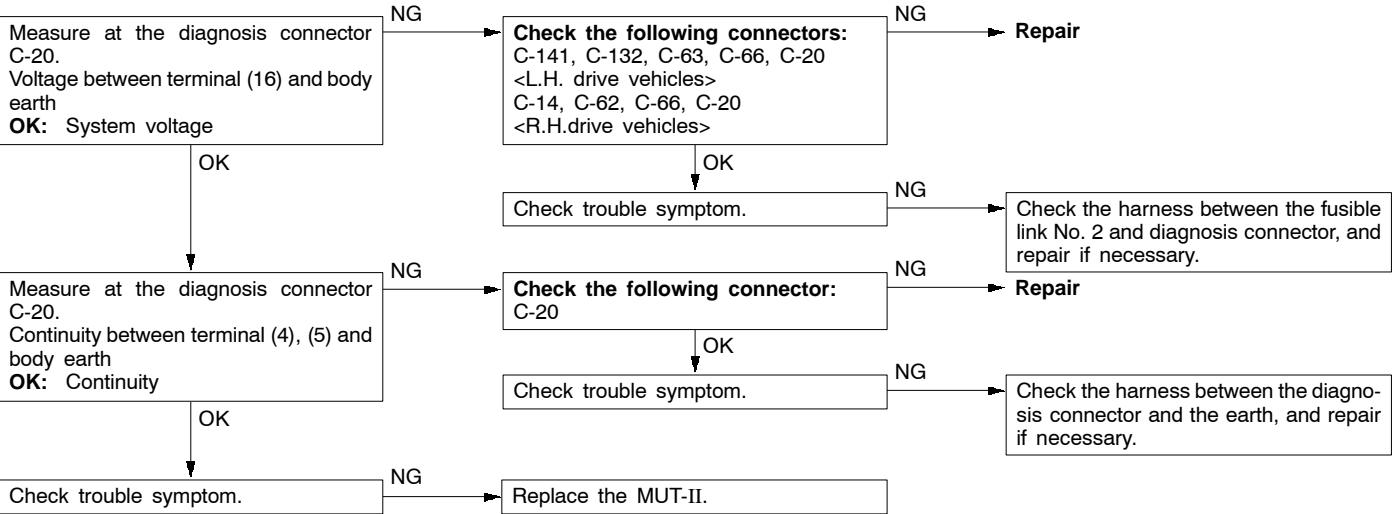 Measure at the diagnosis connector
C-20.
Voltage between terminal (16) and body
earth
OK: System voltage
NG
Check the following connectors:
C-141, C-132, C-63, C-66, C-20
<L.H. drive vehicles>
C-14, C-62, C-66, C-20
<R.H.drive vehicles>
NG
Repair
OK
OK
Check trouble symptom.
NG
Check the harness between the fusible
link No. 2 and diagnosis connector, and
repair if necessary.
Measure at the diagnosis connector
C-20.
Continuity between terminal (4), (5) and
body earth
OK: Continuity
NG
Check the following connector:
C-20
NG
Repair
OK
Check trouble symptom.
NG
Check the harness between the diagno-
sis connector and the earth, and repair
if necessary.
OK
Check trouble symptom.
NG
Replace the MUT-II.